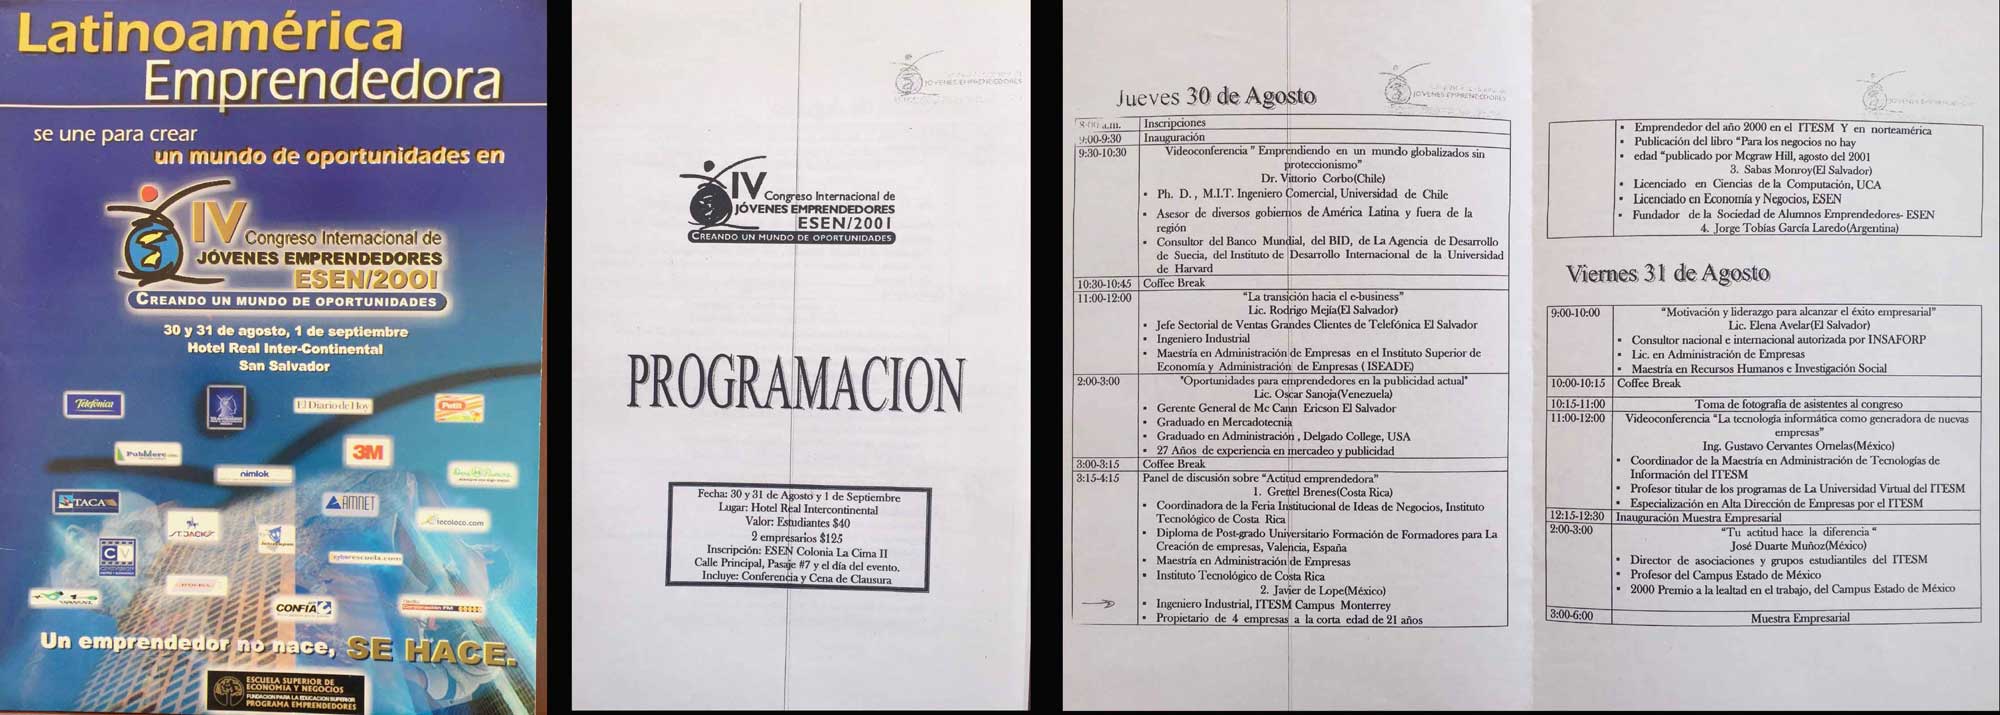 Latinoamérica
Emprendedora
se une para crear
un mundo de oportunidades en
IV
Congreso Internacional de
JÓVENES EMPRENDEDORES
ESEN/2001
CREANDO UN MUNDO DE OPORTUNIDADES
30 y 31 de agosto, 1 de septiembre
Hotel Real Inter-Continental
San Salvador
Telefónica
El Diario de Hoy
Petit
PubMerc.com
3M
nimlok
TACA
AMNET
ST. JACK'S
tecoloco.com
CV
cyberescuela.com
CONFÍA
Corporación FM
Un emprendedor no nace, SE HACE.
ESCUELA SUPERIOR DE
ECONOMIA Y NEGOCIOS
FUNDACION PARA LA EDUCACION SUPERIOR
PROGRAMA EMPRENDEDORES
JOVENES EMPRENDEDORES
IV
Congreso Internacional de
JÓVENES EMPRENDEDORES
ESEN/2001
CREANDO UN MUNDO DE OPORTUNIDADES
PROGRAMACION
Fecha: 30 y 31 de Agosto y 1 de Septiembre
Lugar: Hotel Real Intercontinental
Valor: Estudiantes $40
2 empresarios $125
Inscripción: ESEN Colonia La Cima II
Calle Principal, Pasaje #7 y el día del evento.
Incluye: Conferencia y Cena de Clausura
JOVENES EMPRENDEDORES
Jueves 30 de Agosto
8:00 a.m. Inscripciones
9:00-9:30 Inauguración
9:30-10:30 Videoconferencia " Emprendiendo en un mundo globalizados sin
proteccionismo"
Dr. Vittorio Corbo(Chile)
▪ Ph. D. , M.I.T. Ingeniero Comercial, Universidad de Chile
▪ Asesor de diversos gobiernos de América Latina y fuera de la
región
▪ Consultor del Banco Mundial, del BID, de La Agencia de Desarrollo
de Suecia, del Instituto de Desarrollo Internacional de la Universidad
de Harvard
10:30-10:45 Coffee Break
11:00-12:00 "La transición hacia el e-business"
Lic. Rodrigo Mejía(El Salvador)
▪ Jefe Sectorial de Ventas Grandes Clientes de Telefónica El Salvador
▪ Ingeniero Industrial
▪ Maestría en Administración de Empresas en el Instituto Superior de
Economía y Administración de Empresas ( ISEADE)
2:00-3:00 "Oportunidades para emprendedores en la publicidad actual"
Lic. Oscar Sanoja(Venezuela)
▪ Gerente General de Mc Cann Ericson El Salvador
▪ Graduado en Mercadotecnia
▪ Graduado en Administración , Delgado College, USA
▪ 27 Años de experiencia en mercadeo y publicidad
3:00-3:15 Coffee Break
3:15-4:15 Panel de discusión sobre "Actitud emprendedora"
1. Grettel Brenes(Costa Rica)
▪ Coordinadora de la Feria Institucional de Ideas de Negocios, Instituto
Tecnológico de Costa Rica
▪ Diploma de Post-grado Universitario Formación de Formadores para La
Creación de empresas, Valencia, España
▪ Maestría en Administración de Empresas
▪ Instituto Tecnológico de Costa Rica
2. Javier de Lope(México)
▪ Ingeniero Industrial, ITESM Campus Monterrey
▪ Propietario de 4 empresas a la corta edad de 21 años
▪ Emprendedor del año 2000 en el ITESM Y en norteamérica
▪ Publicación del libro "Para los negocios no hay
▪ edad "publicado por Mcgraw Hill, agosto del 2001
3. Sabas Monroy(El Salvador)
▪ Licenciado en Ciencias de la Computación, UCA
▪ Licenciado en Economía y Negocios, ESEN
▪ Fundador de la Sociedad de Alumnos Emprendedores- ESEN
4. Jorge Tobías García Laredo(Argentina)
Viernes 31 de Agosto
9:00-10:00 "Motivación y liderazgo para alcanzar el éxito empresarial"
Lic. Elena Avelar(El Salvador)
▪ Consultor nacional e internacional autorizada por INSAFORP
▪ Lic. en Administración de Empresas
▪ Maestría en Recursos Humanos e Investigación Social
10:00-10:15 Coffee Break
10:15-11:00 Toma de fotografía de asistentes al congreso
11:00-12:00 Videoconferencia "La tecnología informática como generadora de nuevas
empresas"
Ing. Gustavo Cervantes Ornelas(México)
▪ Coordinador de la Maestría en Administración de Tecnologías de
Información del ITESM
▪ Profesor titular de los programas de La Universidad Virtual del ITESM
▪ Especialización en Alta Dirección de Empresas por el ITESM
12:15-12:30 Inauguración Muestra Empresarial
2:00-3:00 "Tu actitud hace la diferencia "
José Duarte Muñoz(México)
▪ Director de asociaciones y grupos estudiantiles del ITESM
▪ Profesor del Campus Estado de México
▪ 2000 Premio a la lealtad en el trabajo, del Campus Estado de México
3:00-6:00 Muestra Empresarial